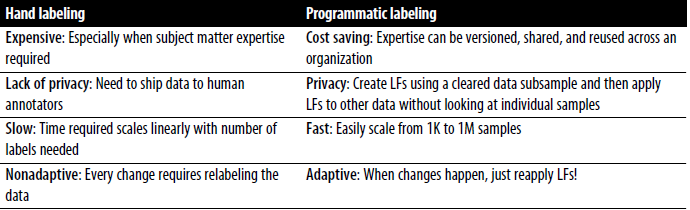 Hand labeling Programmatic labeling
Expensive: Especially when subject matter expertise required
Cost saving: Expertise can be versioned, shared, and reused across an organization
Lack of privacy: Need to ship data to human annotators
Privacy: Create LFs using a cleared data subsample and then apply LFs to other data without looking at individual samples
Slow: Time required scales linearly with number of labels needed
Fast: Easily scale from 1K to 1M samples
Nonadaptive: Every change requires relabeling the data
Adaptive: When changes happen, just reapply LFs!